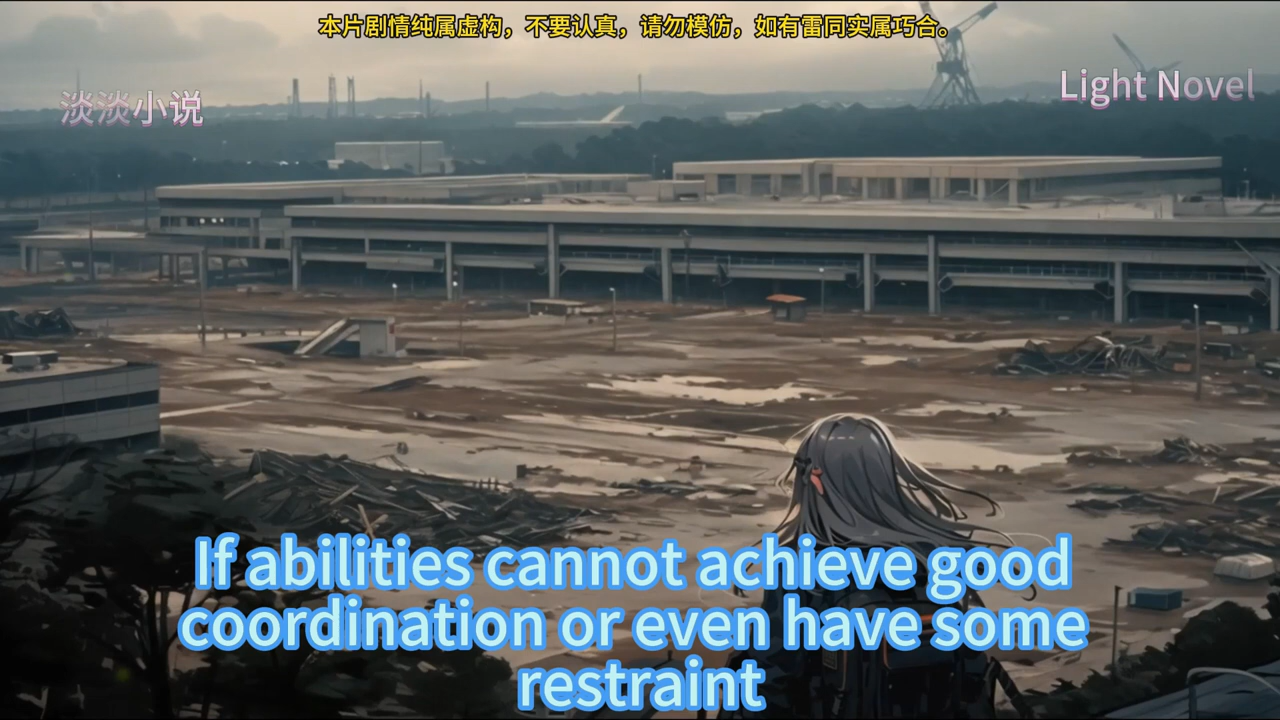 本片剧情纯属虚构，不要认真，请勿模仿，如有雷同实属巧合。
淡淡小说
Light Novel
If abilities cannot achieve good
coordination or even have some
restraint